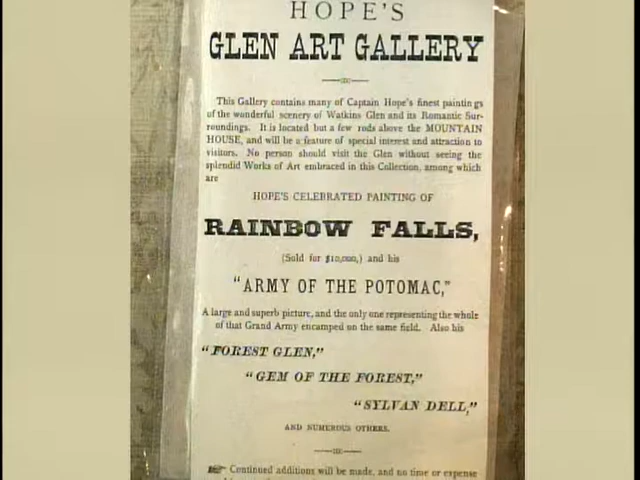 HOPE'S
GLEN ART GALLERY
This Gallery contains many of Captain Hope's finest paintings
of the wonderful scenery of Watkins Glen and its Romantic Sur-
roundings. It is located but a few rods above the MOUNTAIN
HOUSE, and will be a feature of special interest and attraction to
visitors. No person should visit the Glen without seeing the
splendid Works of Art embraced in this Collection, among which
are
HOPE'S CELEBRATED PAINTING OF
RAINBOW FALLS,
(Sold for $10,000,) and his
"ARMY OF THE POTOMAC,"
A large and superb picture, and the only one representing the whole
of that Grand Army encamped on the same field. Also his
"FOREST GLEN,"
"GEM OF THE FOREST,"
"SYLVAN DELL,"
AND NUMEROUS OTHERS.
Continued additions will be made, and no time or expense